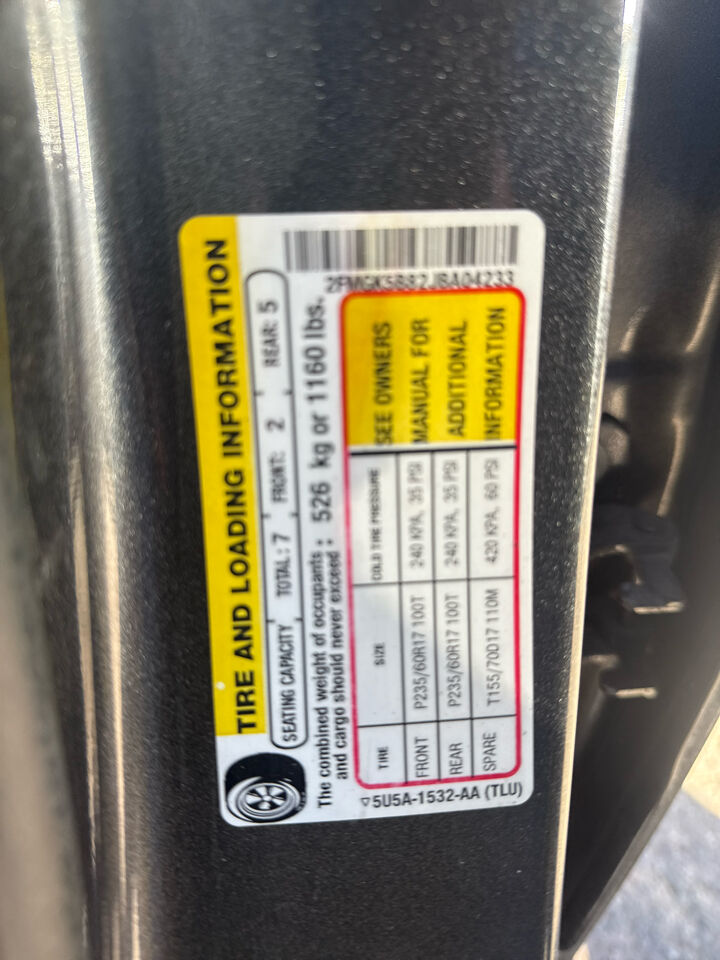 TIRE AND LOADING INFORMATION
SEATING CAPACITY TOTAL: 7 FRONT: 2 REAR: 5
The combined weight of occupants and cargo should never exceed : 526 kg or 1160 lbs.
2FMGK5B82JBA04233
TIRE SIZE COLD TIRE PRESSURE
FRONT P235/60R17 100T 240 KPA, 35 PSI
REAR P235/60R17 100T 240 KPA, 35 PSI
SPARE T155/70D17 110M 420 KPA, 60 PSI
SEE OWNERS
MANUAL FOR
ADDITIONAL
INFORMATION
▽5U5A-1532-AA (TLU)